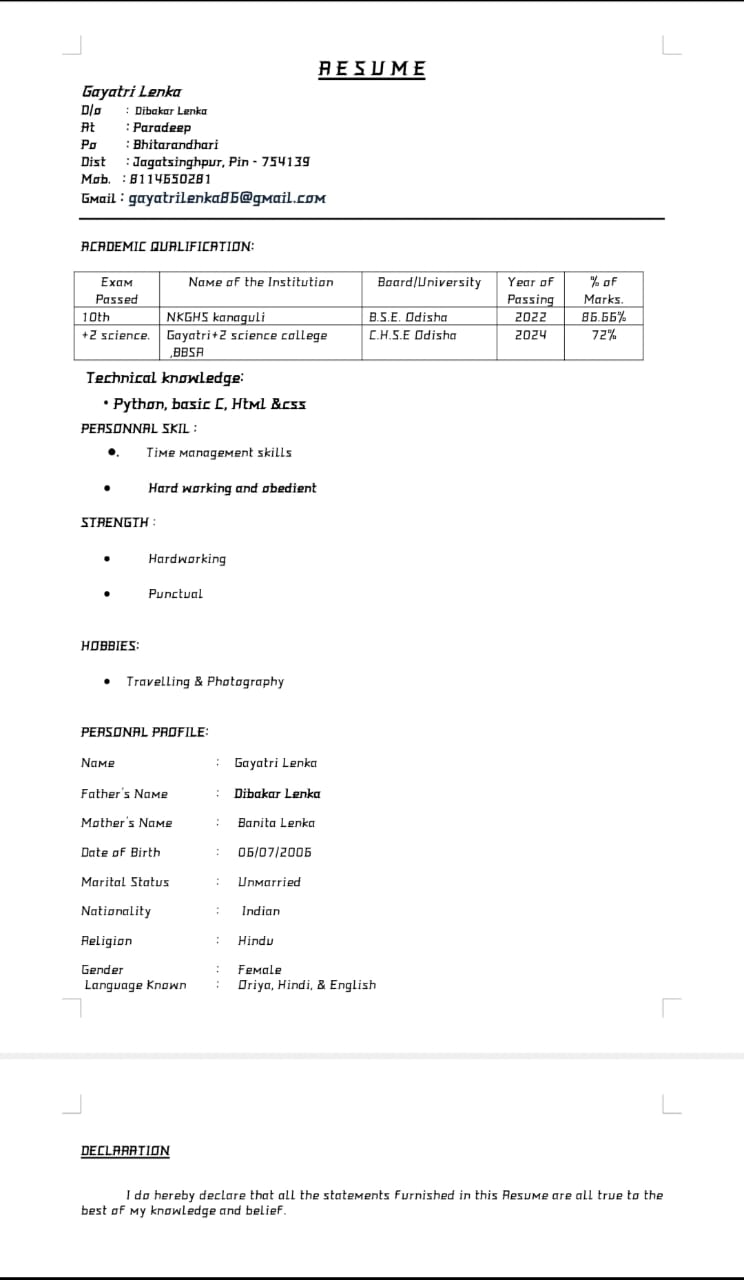 RESUME
Gayatri Lenka
D/o : Dibakar Lenka
At : Paradeep
Po : Bhitarandhari
Dist : Jagatsinghpur, Pin - 754139
Mob. : 8114650281
Gmail : gayatrilenka86@gmail.com
ACADEMIC QUALIFICATION:
Exam Passed Name of the Institution Board/University Year of Passing % of Marks.
10th NKGHS kanaguli B.S.E. Odisha 2022 86.66%
+2 science. Gayatri+2 science college ,BBSR C.H.S.E Odisha 2024 72%
Technical knowledge:
• Python, basic C, Html &css
PERSONNAL SKIL :
•. Time management skills
• Hard working and obedient
STRENGTH :
• Hardworking
• Punctual
HOBBIES:
• Travelling & Photography
PERSONAL PROFILE:
Name : Gayatri Lenka
Father's Name : Dibakar Lenka
Mother's Name : Banita Lenka
Date of Birth : 06/07/2006
Marital Status : Unmarried
Nationality : Indian
Religion : Hindu
Gender : Female
Language Known : Oriya, Hindi, & English
DECLARATION
I do hereby declare that all the statements furnished in this Resume are all true to the
best of my knowledge and belief.